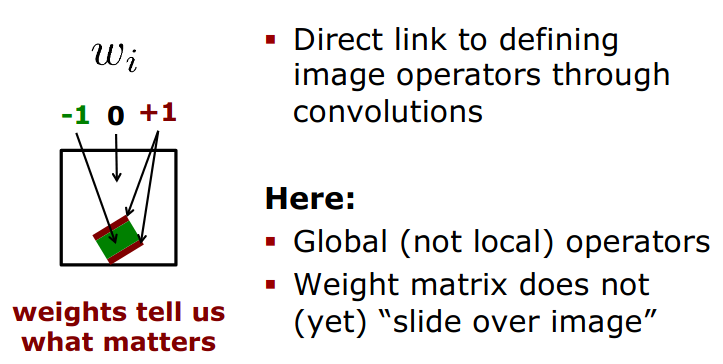 wᵢ
-1 0 +1
weights tell us
what matters
▪ Direct link to defining
image operators through
convolutions
Here:
▪ Global (not local) operators
▪ Weight matrix does not
(yet) “slide over image”